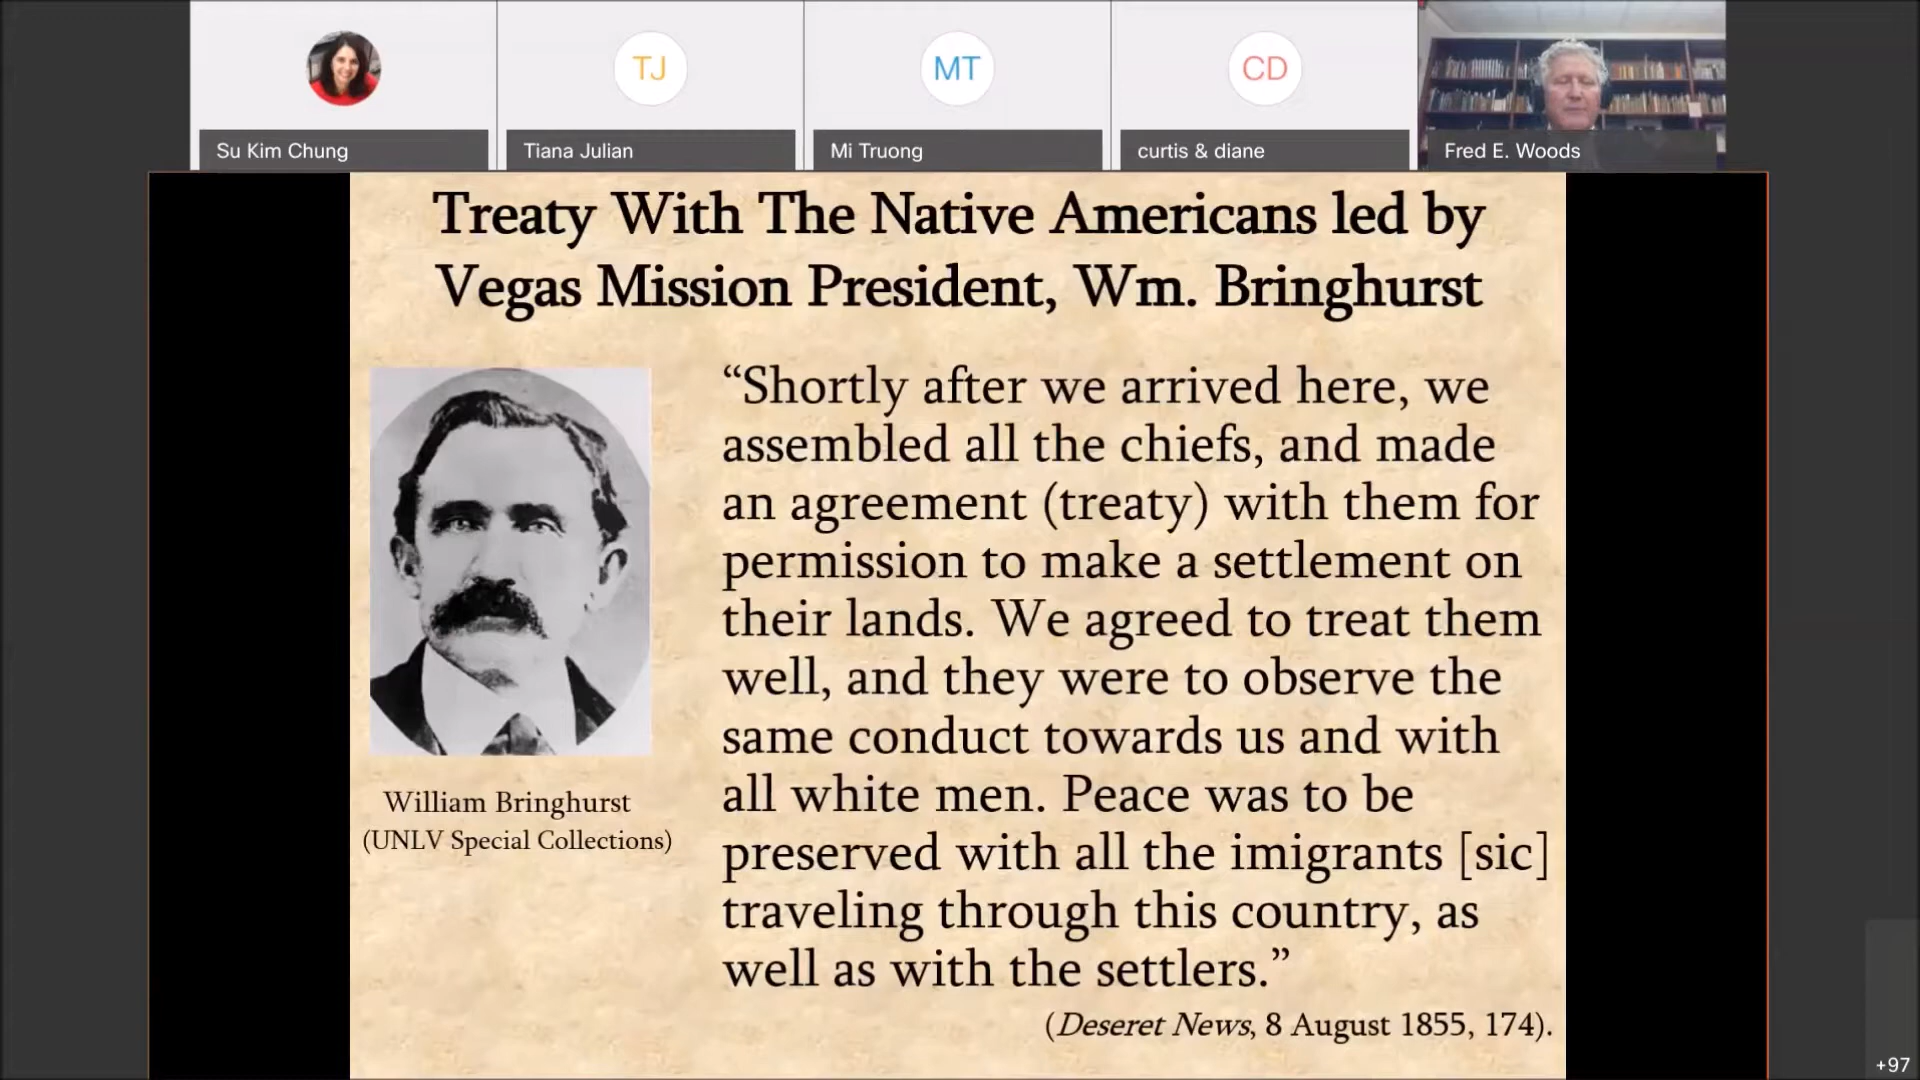 TJ
MT
CD
Su Kim Chung
Tiana Julian
Mi Truong
curtis & diane
Fred E. Woods
Treaty With The Native Americans led by
Vegas Mission President, Wm. Bringhurst
“Shortly after we arrived here, we
assembled all the chiefs, and made
an agreement (treaty) with them for
permission to make a settlement on
their lands. We agreed to treat them
well, and they were to observe the
same conduct towards us and with
all white men. Peace was to be
preserved with all the imigrants [sic]
traveling through this country, as
well as with the settlers.”
(Deseret News, 8 August 1855, 174).
William Bringhurst
(UNLV Special Collections)
+97